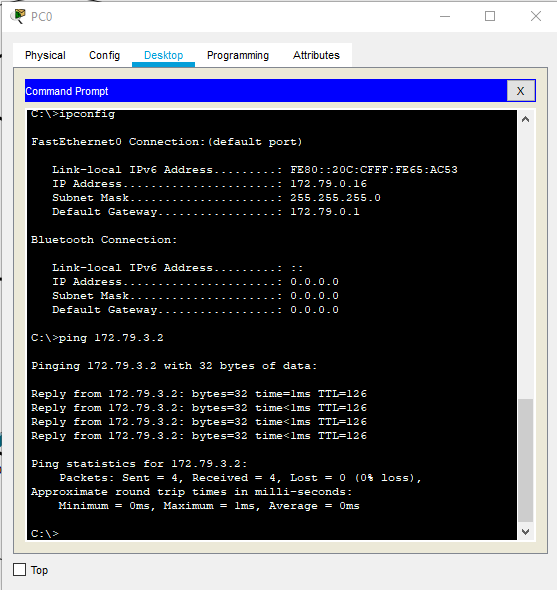 PC0
Physical Config Desktop Programming Attributes
Command Prompt
X
C:\>ipconfig
FastEthernet0 Connection:(default port)
Link-local IPv6 Address.........: FE80::20C:CFFF:FE65:AC53
IP Address......................: 172.79.0.16
Subnet Mask.....................: 255.255.255.0
Default Gateway.................: 172.79.0.1
Bluetooth Connection:
Link-local IPv6 Address.........: ::
IP Address......................: 0.0.0.0
Subnet Mask.....................: 0.0.0.0
Default Gateway.................: 0.0.0.0
C:\>ping 172.79.3.2
Pinging 172.79.3.2 with 32 bytes of data:
Reply from 172.79.3.2: bytes=32 time=1ms TTL=126
Reply from 172.79.3.2: bytes=32 time<1ms TTL=126
Reply from 172.79.3.2: bytes=32 time<1ms TTL=126
Reply from 172.79.3.2: bytes=32 time<1ms TTL=126
Ping statistics for 172.79.3.2:
Packets: Sent = 4, Received = 4, Lost = 0 (0% loss),
Approximate round trip times in milli-seconds:
Minimum = 0ms, Maximum = 1ms, Average = 0ms
C:\>
Top